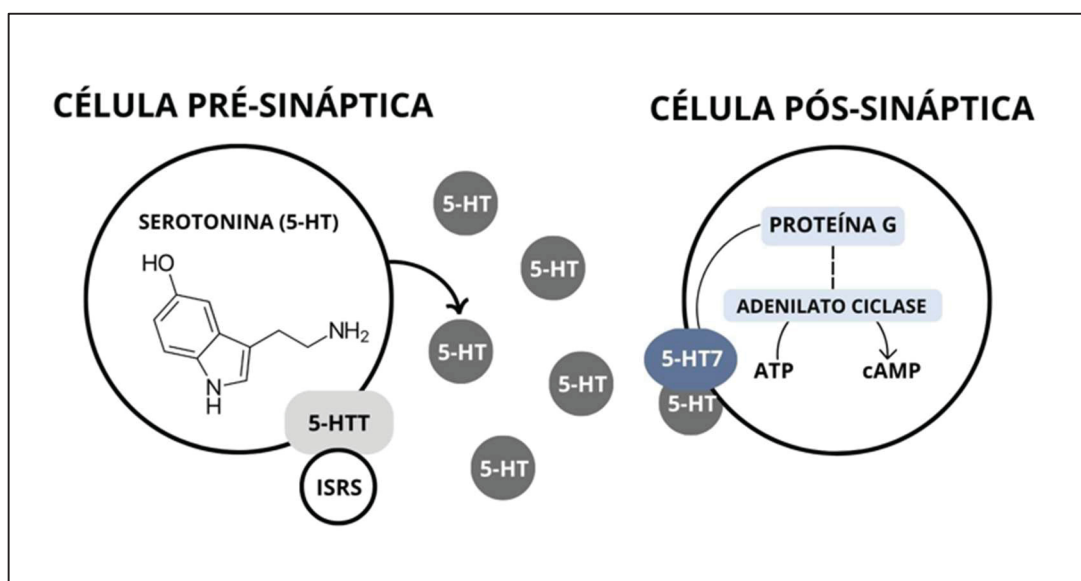 CÉLULA PRÉ-SINÁPTICA
CÉLULA PÓS-SINÁPTICA
SEROTONINA (5-HT)
HO
NH₂
N
H
5-HTT
ISRS
5-HT
5-HT
5-HT
5-HT
5-HT
PROTEÍNA G
ADENILATO CICLASE
ATP
cAMP
5-HT7
5-HT